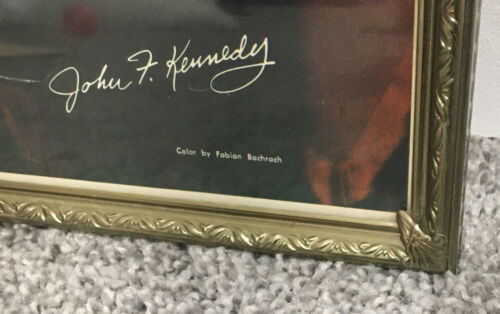 John F. Kennedy
Color by Fabian Bachrach